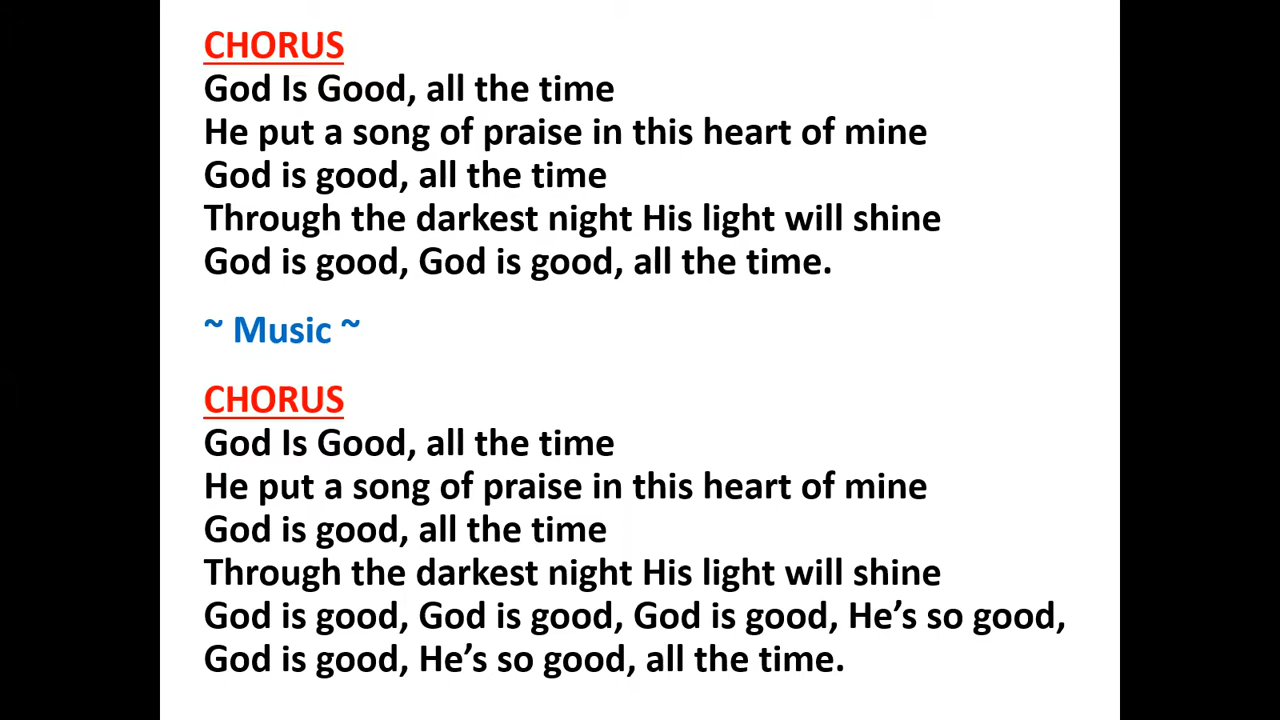 CHORUS
God Is Good, all the time
He put a song of praise in this heart of mine
God is good, all the time
Through the darkest night His light will shine
God is good, God is good, all the time.
~ Music ~
CHORUS
God Is Good, all the time
He put a song of praise in this heart of mine
God is good, all the time
Through the darkest night His light will shine
God is good, God is good, God is good, He’s so good,
God is good, He’s so good, all the time.